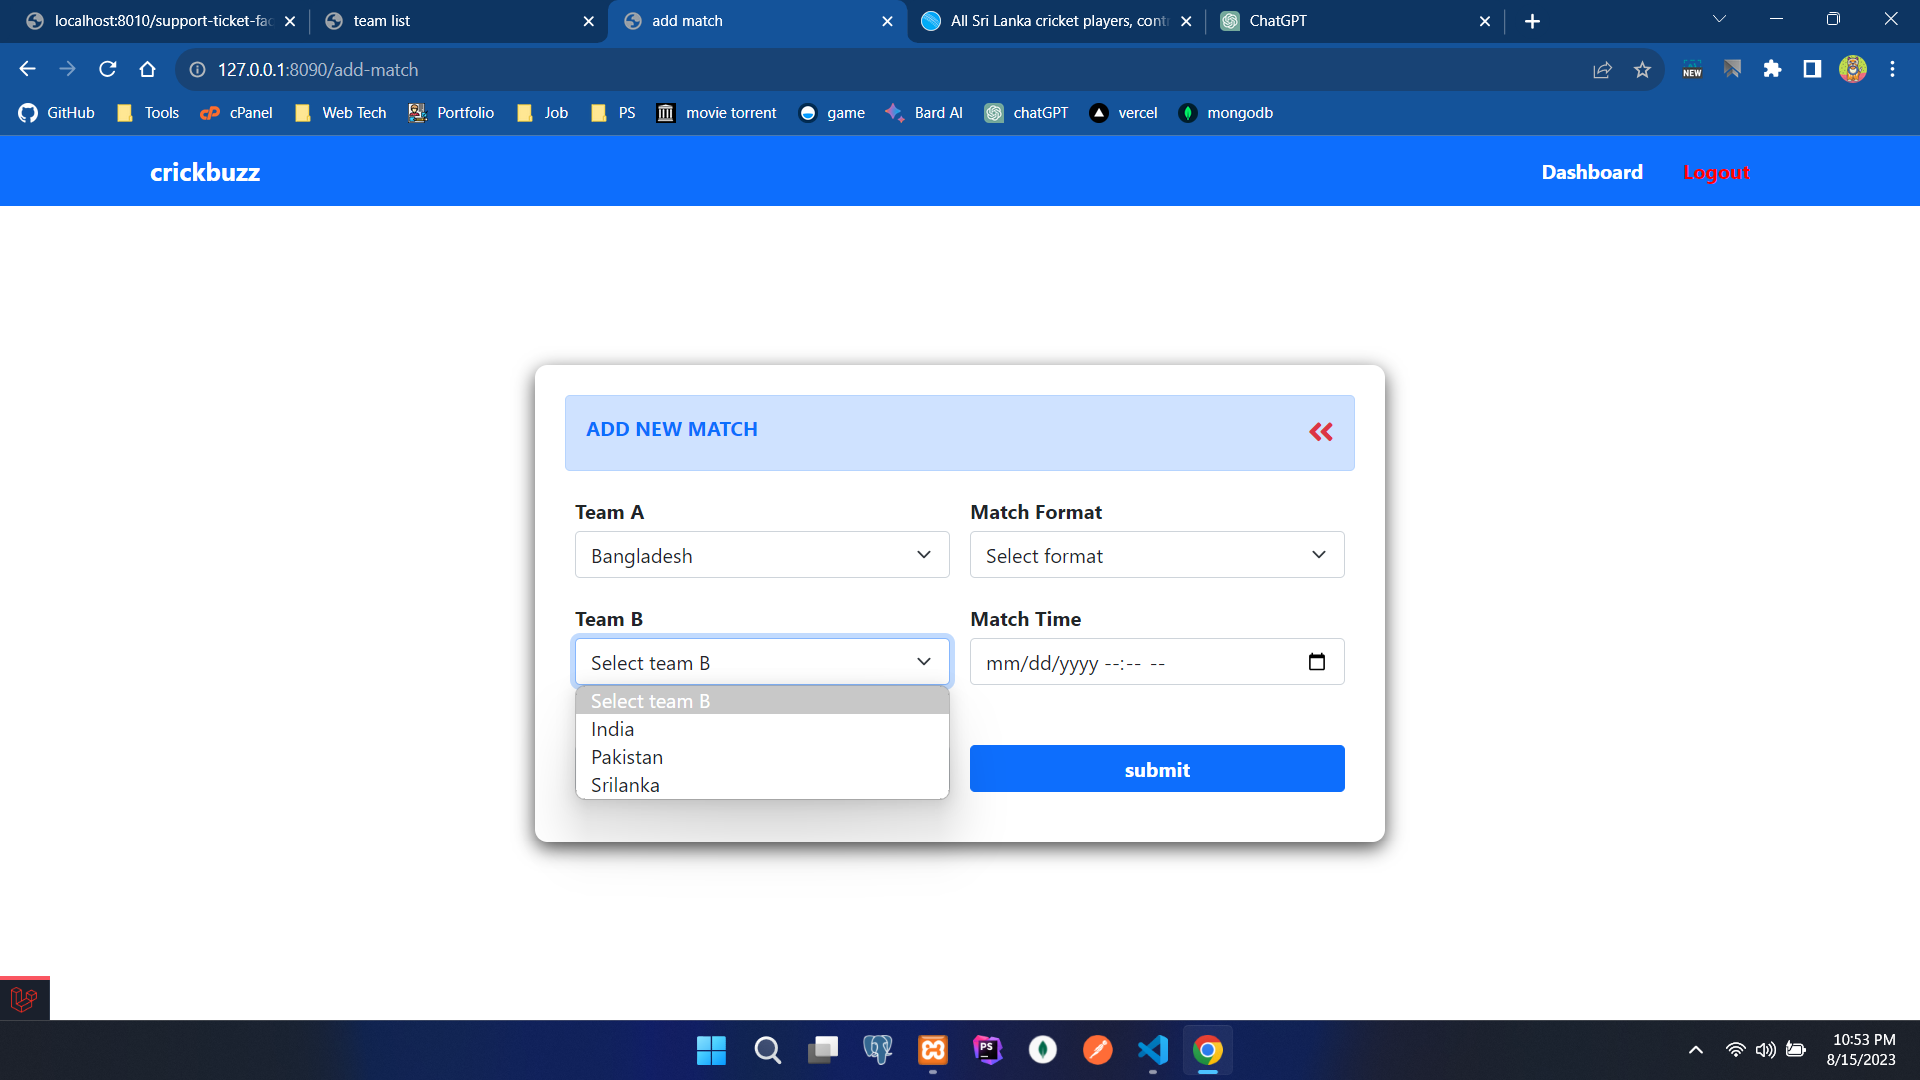 localhost:8010/support-ticket-fac
team list
add match
All Sri Lanka cricket players, contr
ChatGPT
127.0.0.1:8090/add-match
NEW
GitHub
Tools
cPanel
Web Tech
Portfolio
Job
PS
movie torrent
game
Bard AI
chatGPT
vercel
mongodb
crickbuzz
Dashboard
Logout
ADD NEW MATCH
Team A
Match Format
Bangladesh
Select format
Team B
Match Time
Select team B
mm/dd/yyyy --:-- --
Select team B
India
Pakistan
Srilanka
submit
PS
10:53 PM
8/15/2023